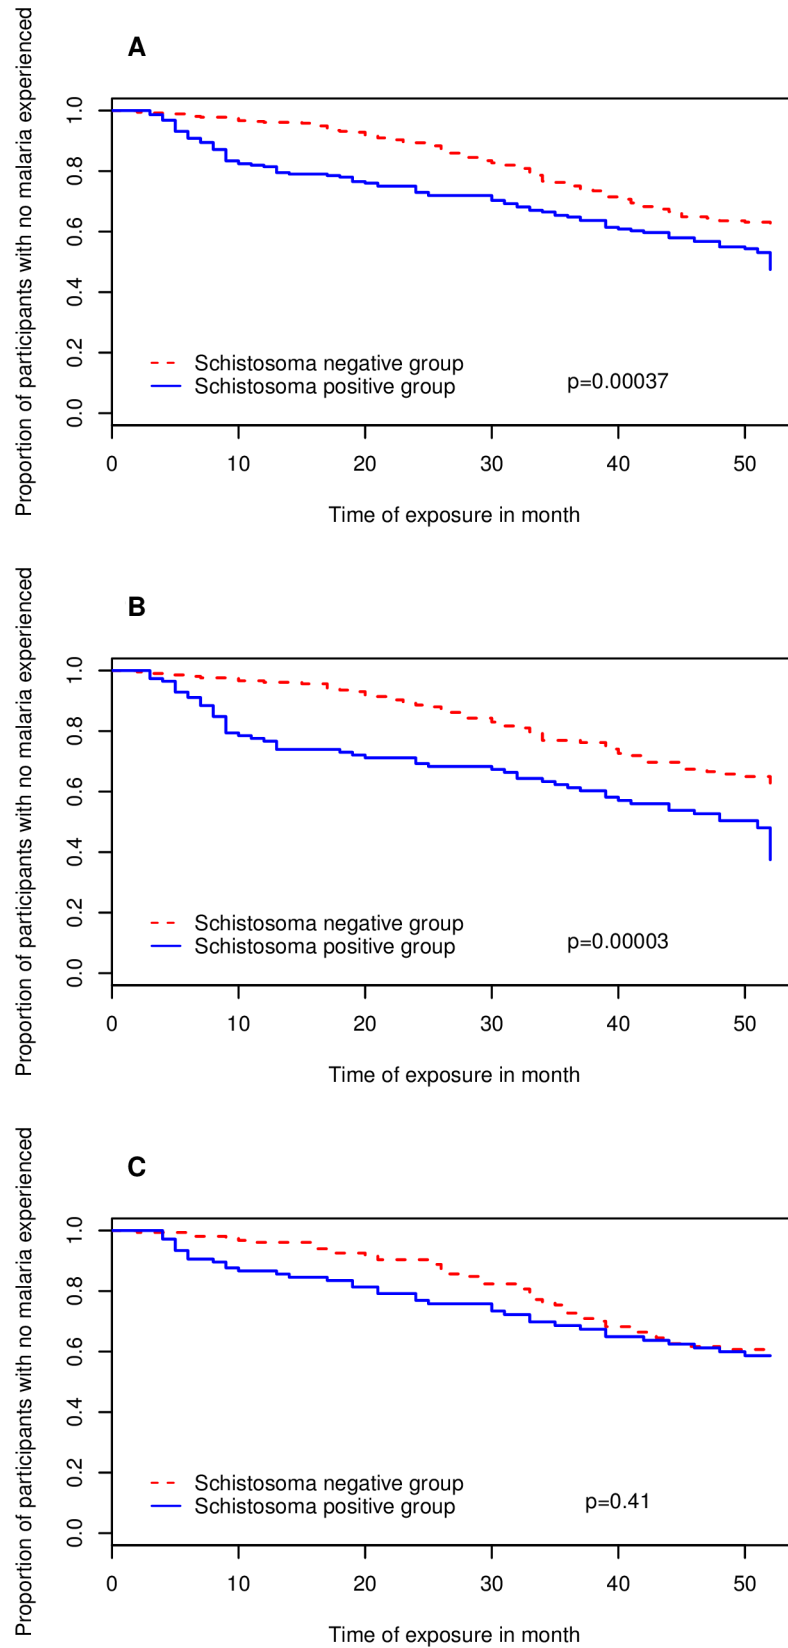 A
Proportion of participants with no malaria experienced
1.0
0.8
0.6
0.4
0.2
0.0
Schistosoma negative group
Schistosoma positive group
p=0.00037
0 10 20 30 40 50
Time of exposure in month
B
Proportion of participants with no malaria experienced
1.0
0.8
0.6
0.4
0.2
0.0
Schistosoma negative group
Schistosoma positive group
p=0.00003
0 10 20 30 40 50
Time of exposure in month
C
Proportion of participants with no malaria experienced
1.0
0.8
0.6
0.4
0.2
0.0
Schistosoma negative group
Schistosoma positive group
p=0.41
0 10 20 30 40 50
Time of exposure in month